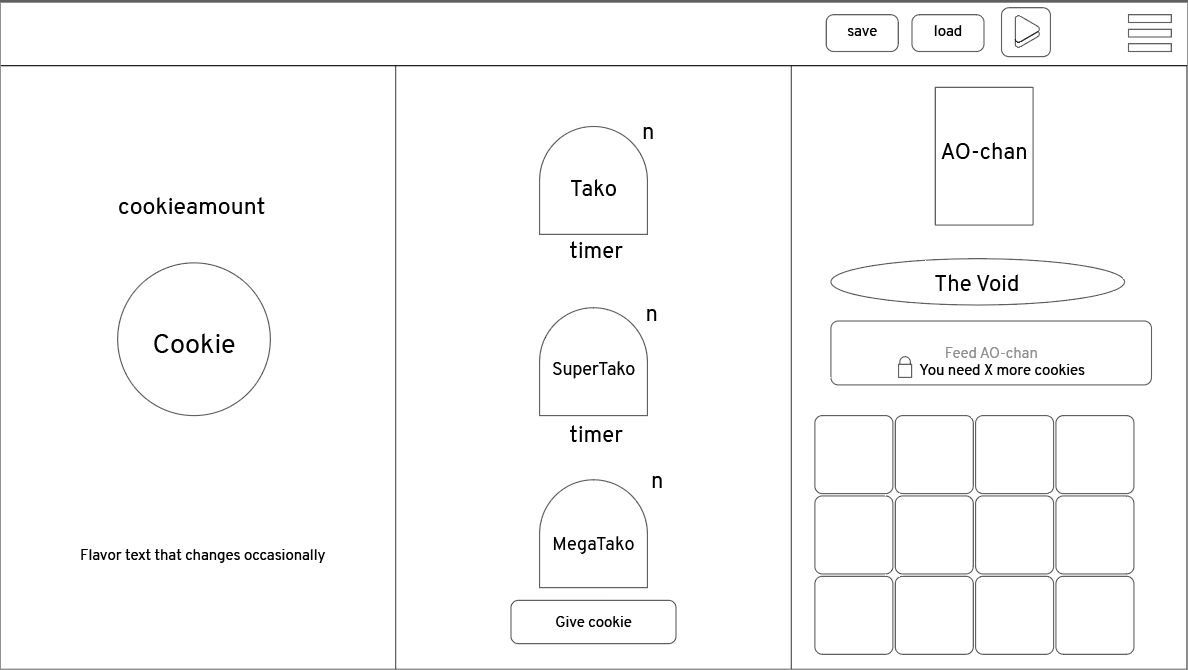 save
load
cookieamount
Cookie
Flavor text that changes occasionally
n
Tako
timer
n
SuperTako
timer
n
MegaTako
Give cookie
AO-chan
The Void
Feed AO-chan
You need X more cookies